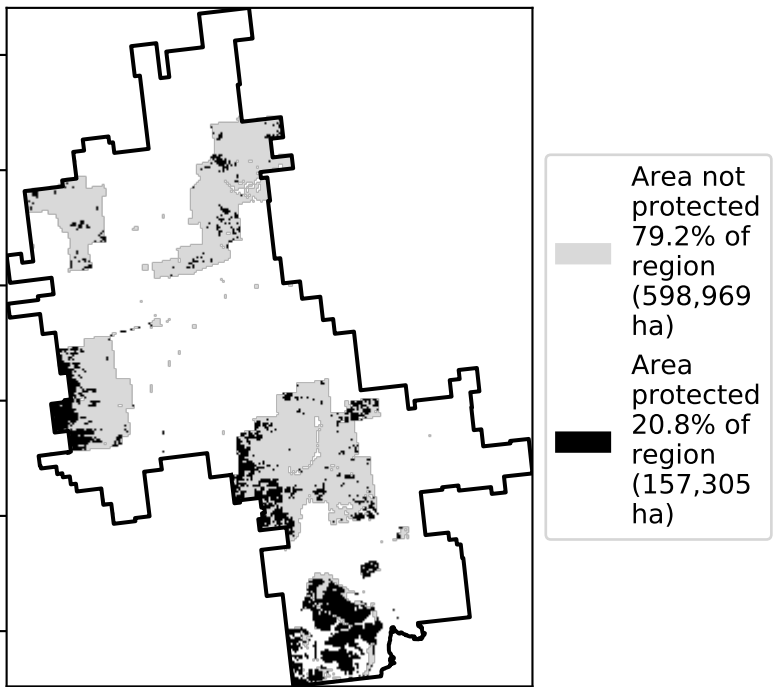 Area not
protected
79.2% of
region
(598,969
ha)
Area
protected
20.8% of
region
(157,305
ha)